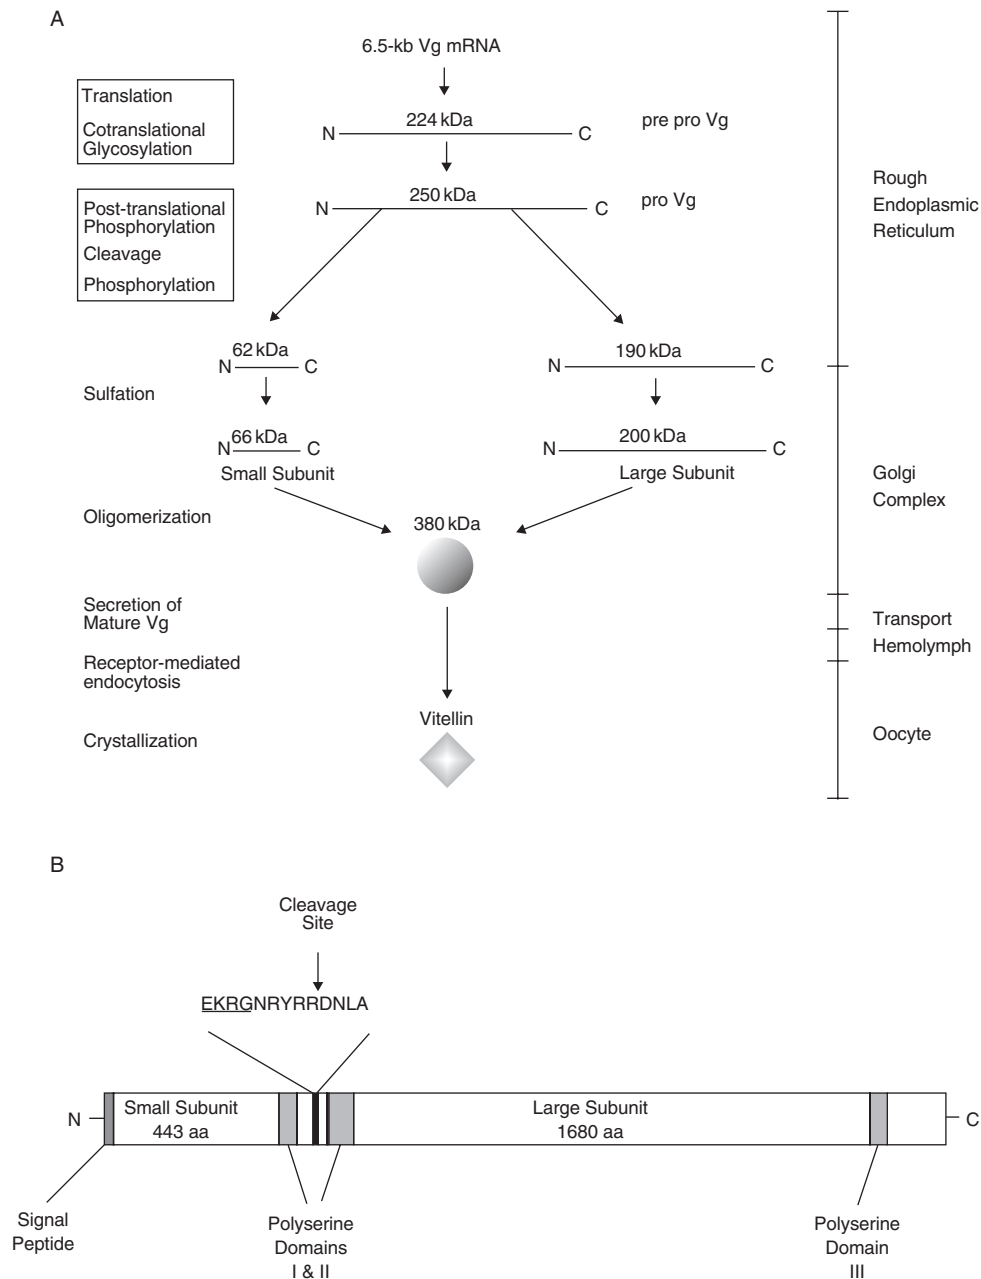 A
6.5-kb Vg mRNA
Translation
Cotranslational
Glycosylation
224 kDa
N
C
pre pro Vg
250 kDa
N
C
pro Vg
Post-translational
Phosphorylation
Cleavage
Phosphorylation
Rough
Endoplasmic
Reticulum
62 kDa
N
C
190 kDa
N
C
Sulfation
66 kDa
N
C
Small Subunit
200 kDa
N
C
Large Subunit
Golgi
Complex
Oligomerization
380 kDa
Secretion of
Mature Vg
Transport
Hemolymph
Receptor-mediated
endocytosis
Vitellin
Crystallization
Oocyte
B
Cleavage
Site
EKRGNRYRRDNLA
N
Small Subunit
443 aa
Large Subunit
1680 aa
C
Signal
Peptide
Polyserine
Domains
I & II
Polyserine
Domain
III